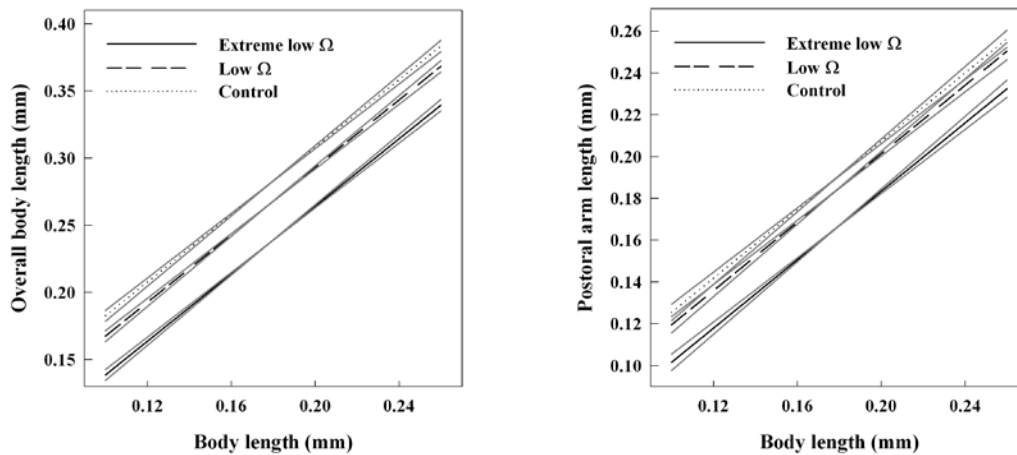 0.40
0.35
0.30
0.25
0.20
0.15
Overall body length (mm)
Extreme low Ω
Low Ω
Control
0.12 0.16 0.20 0.24
Body length (mm)
0.26
0.24
0.22
0.20
0.18
0.16
0.14
0.12
0.10
Postoral arm length (mm)
Extreme low Ω
Low Ω
Control
0.12 0.16 0.20 0.24
Body length (mm)